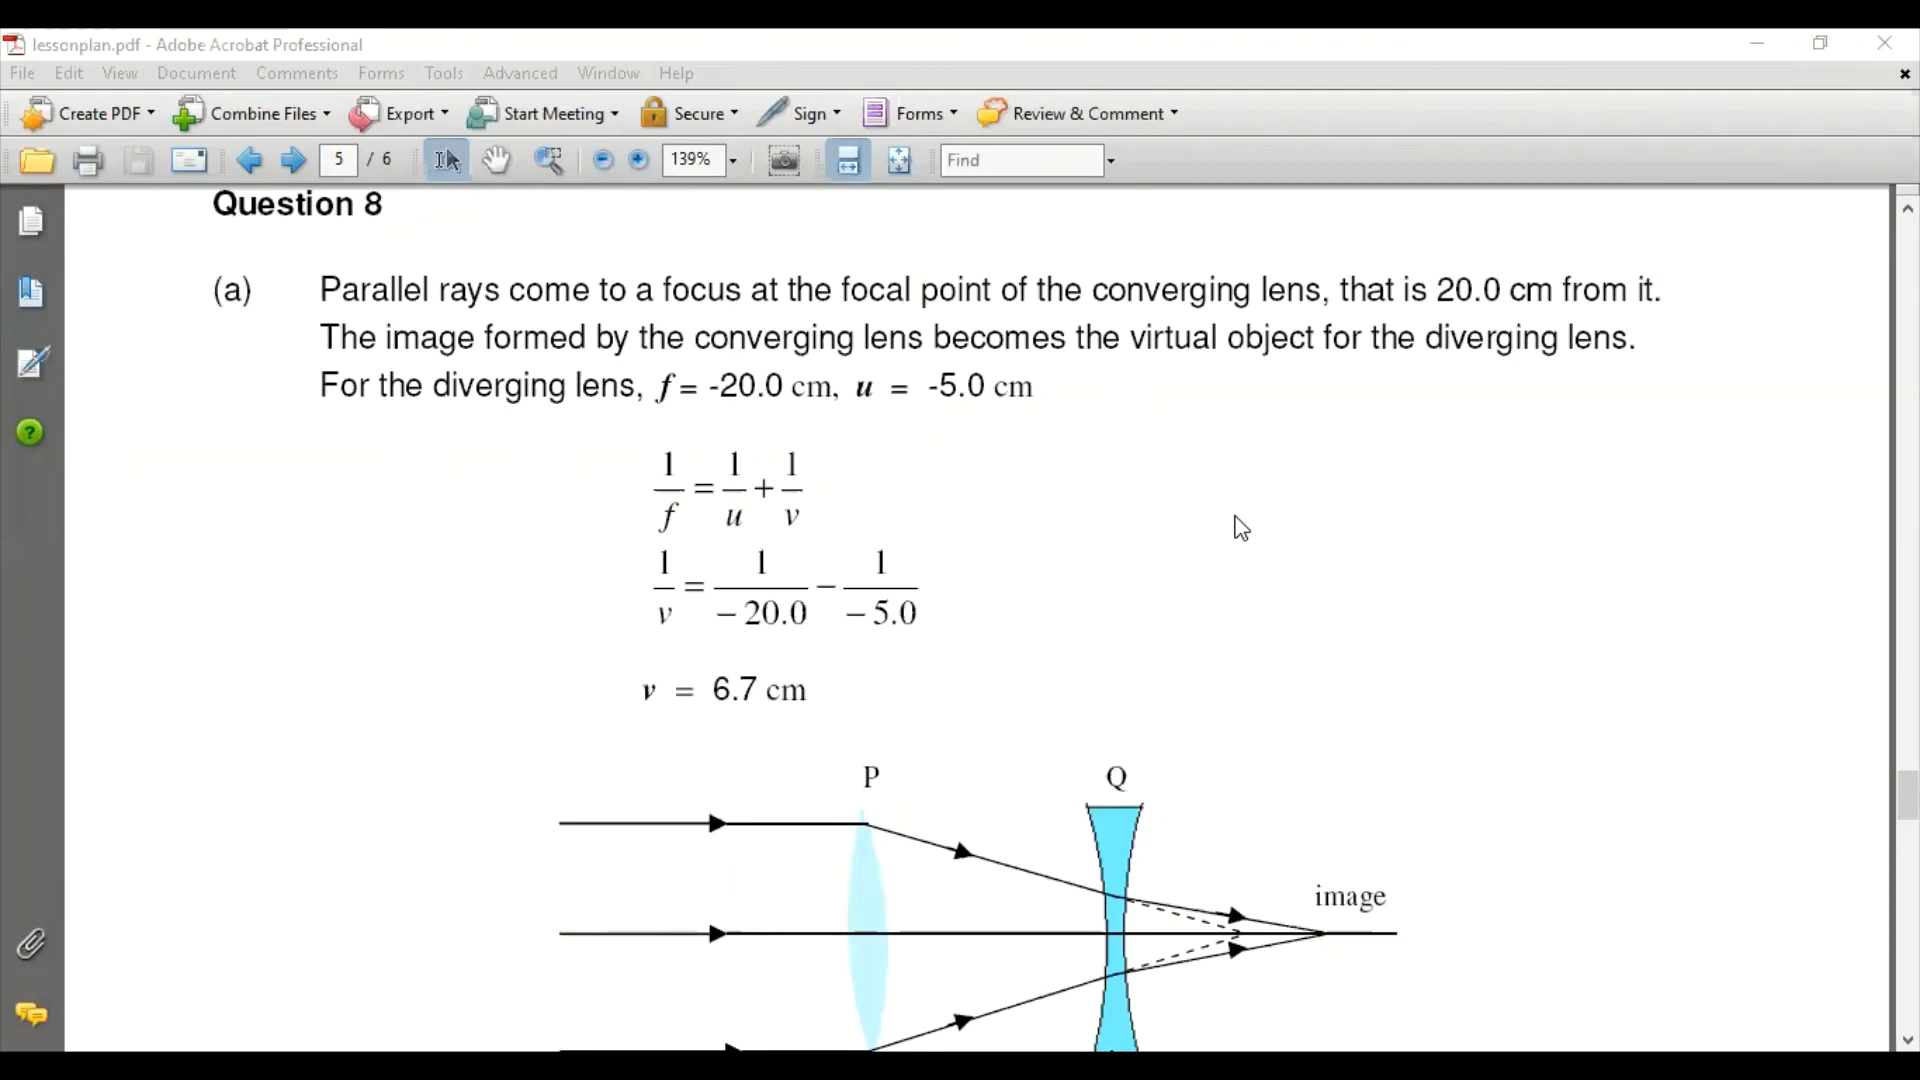 lessonplan.pdf - Adobe Acrobat Professional
File Edit View Document Comments Forms Tools Advanced Window Help
Create PDF Combine Files Export Start Meeting Secure Sign Forms Review & Comment
5 / 6 139% Find
Question 8
(a) Parallel rays come to a focus at the focal point of the converging lens, that is 20.0 cm from it.
The image formed by the converging lens becomes the virtual object for the diverging lens.
For the diverging lens, f = -20.0 cm, u = -5.0 cm
1/f = 1/u + 1/v
1/v = 1/−20.0 − 1/−5.0
v = 6.7 cm
P Q
image